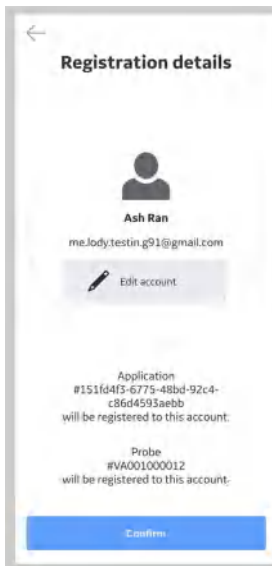 Registration details
Ash Ran
me.lody.testin.g91@gmail.com
Edit account
Application
#151fd4f3-6775-48bd-92c4-
c86d4593aebb
will be registered to this account.
Probe
#VA001000012
will be registered to this account.
Confirm